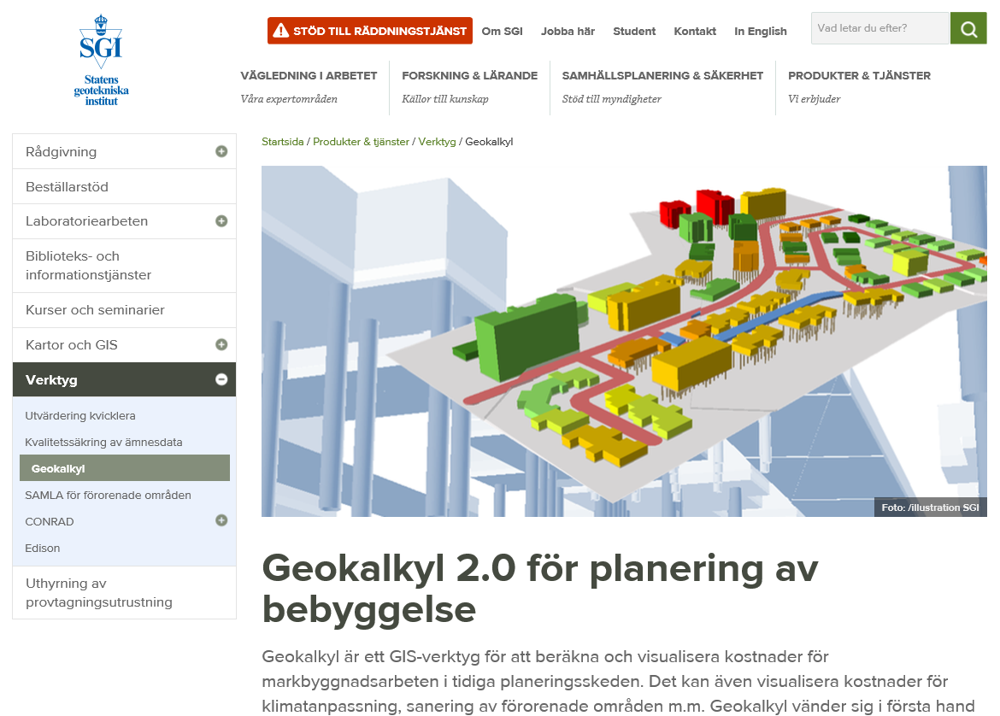 SGI
Statens
geotekniska
institut
STÖD TILL RÄDDNINGSTJÄNST
Om SGI
Jobba här
Student
Kontakt
In English
Vad letar du efter?
VÄGLEDNING I ARBETET
Våra expertområden
FORSKNING & LÄRANDE
Källor till kunskap
SAMHÄLLSPLANERING & SÄKERHET
Stöd till myndigheter
PRODUKTER & TJÄNSTER
Vi erbjuder
Rådgivning
Beställarstöd
Laboratoriearbeten
Biblioteks- och
informationstjänster
Kurser och seminarier
Kartor och GIS
Verktyg
Utvärdering kvicklera
Kvalitetssäkring av ämnesdata
Geokalkyl
SAMLA för förorenade områden
CONRAD
Edison
Uthyrning av
provtagningsutrustning
Startsida / Produkter & tjänster / Verktyg / Geokalkyl
Foto: /illustration SGI
Geokalkyl 2.0 för planering av
bebyggelse
Geokalkyl är ett GIS-verktyg för att beräkna och visualisera kostnader för
markbyggnadsarbeten i tidiga planeringsskeden. Det kan även visualisera kostnader för
klimatanpassning, sanering av förorenade områden m.m. Geokalkyl vänder sig i första hand